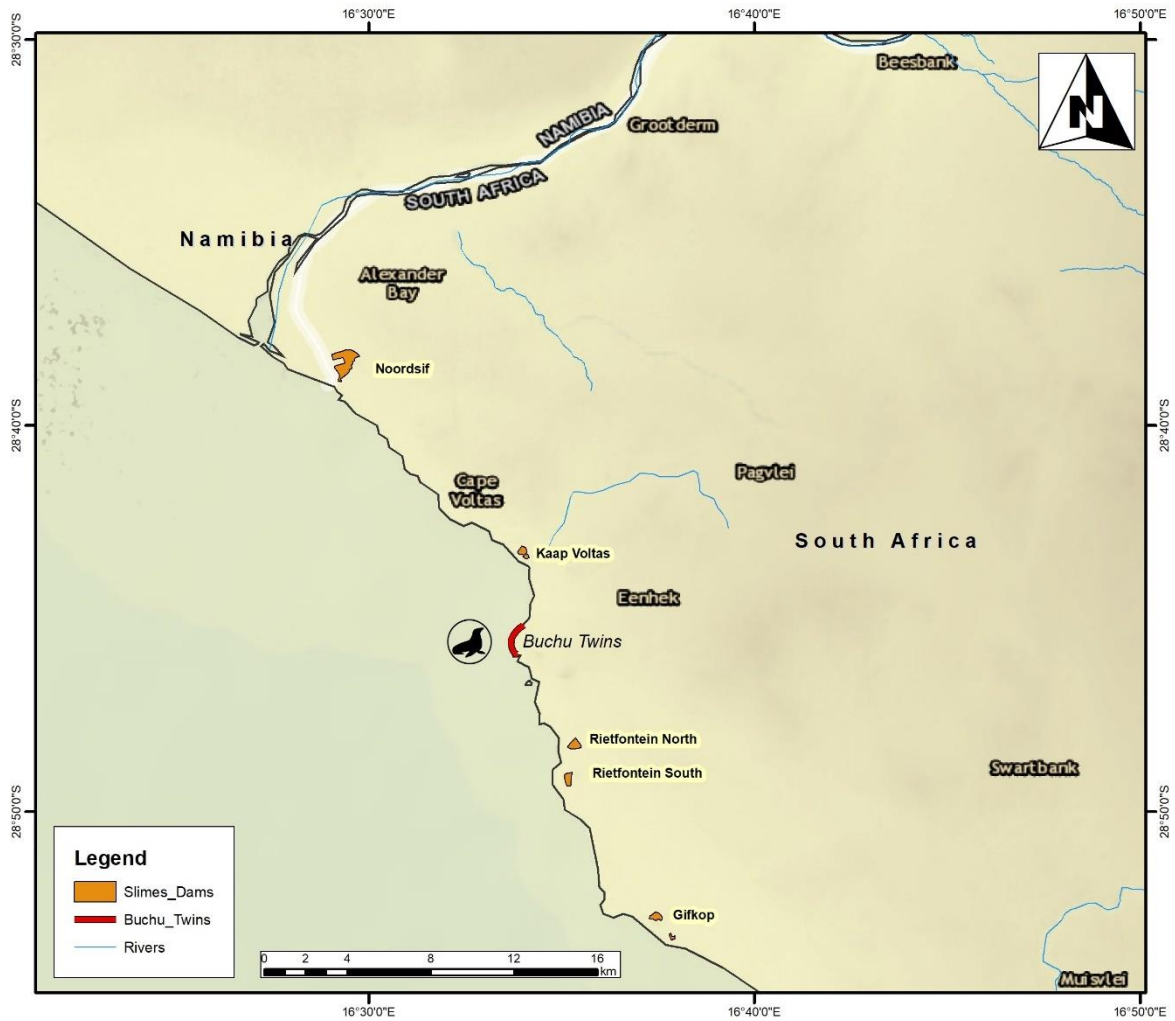 16°30'0"E
16°40'0"E
16°50'0"E
28°30'0"S
28°30'0"S
Beesbank
N
NAMIBIA
Grootderm
SOUTH AFRICA
Namibia
Alexander
Bay
Noordsif
28°40'0"S
28°40'0"S
Cape
Voltas
Pagvlei
South Africa
Kaap Voltas
Eenhek
Buchu Twins
Rietfontein North
Rietfontein South
Swartbank
28°50'0"S
28°50'0"S
Legend
Slimes_Dams
Buchu_Twins
Rivers
Gifkop
0 2 4 8 12 16
km
Muisvlei
16°30'0"E
16°40'0"E
16°50'0"E